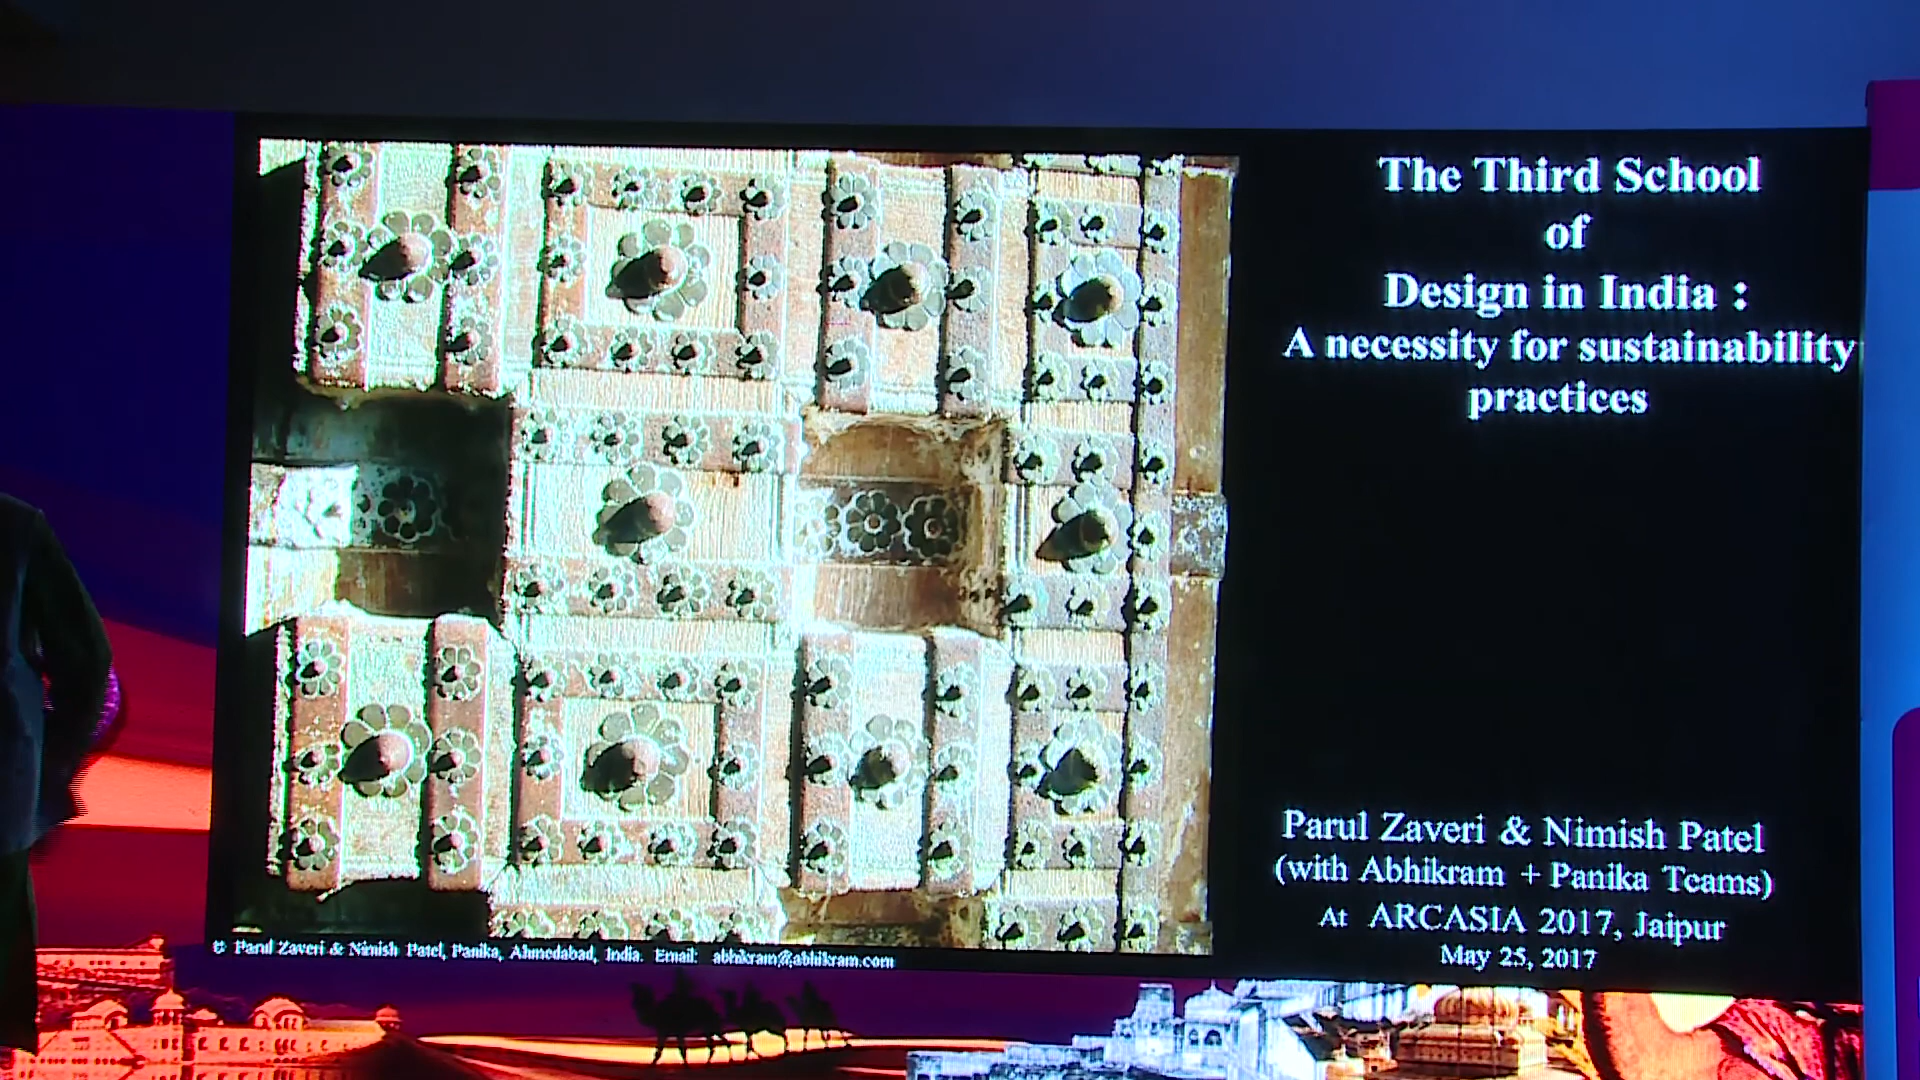 The Third School
of
Design in India :
A necessity for sustainability
practices
Parul Zaveri & Nimish Patel
(with Abhikram + Panika Teams)
At ARCASIA 2017, Jaipur
May 25, 2017
© Parul Zaveri & Nimish Patel, Panika, Ahmedabad, India. Email: abhikram@abhikram.com